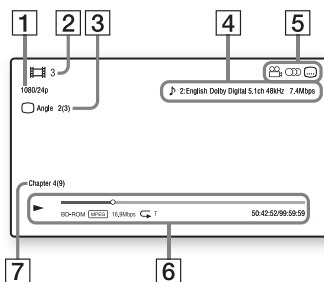 1 2 3 4 5
3
1080/24p
2:English Dolby Digital 5.1ch 48kHz 7.4Mbps
Angle 2(3)
Chapter 4(9)
BD-ROM MPEG 16,9Mbps T 50:42:52/99:59:59
7 6